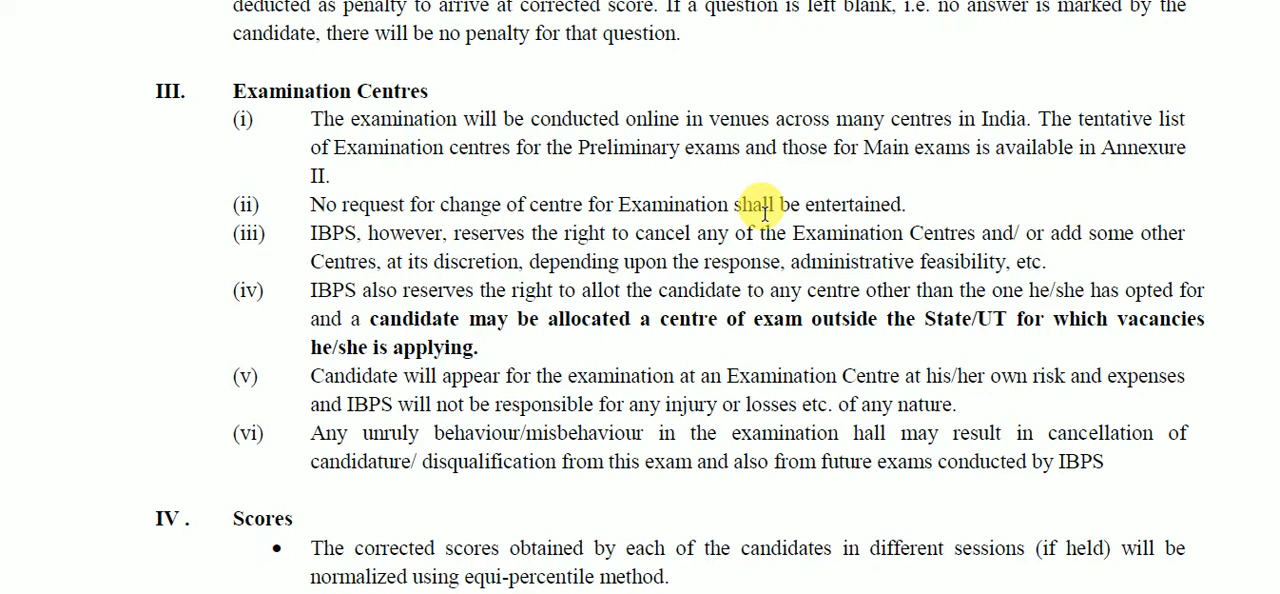 deducted as penalty to arrive at corrected score. If a question is left blank, i.e. no answer is marked by the
candidate, there will be no penalty for that question.
III. Examination Centres
(i) The examination will be conducted online in venues across many centres in India. The tentative list
of Examination centres for the Preliminary exams and those for Main exams is available in Annexure
II.
(ii) No request for change of centre for Examination shall be entertained.
(iii) IBPS, however, reserves the right to cancel any of the Examination Centres and/ or add some other
Centres, at its discretion, depending upon the response, administrative feasibility, etc.
(iv) IBPS also reserves the right to allot the candidate to any centre other than the one he/she has opted for
and a candidate may be allocated a centre of exam outside the State/UT for which vacancies
he/she is applying.
(v) Candidate will appear for the examination at an Examination Centre at his/her own risk and expenses
and IBPS will not be responsible for any injury or losses etc. of any nature.
(vi) Any unruly behaviour/misbehaviour in the examination hall may result in cancellation of
candidature/ disqualification from this exam and also from future exams conducted by IBPS
IV . Scores
• The corrected scores obtained by each of the candidates in different sessions (if held) will be
normalized using equi-percentile method.